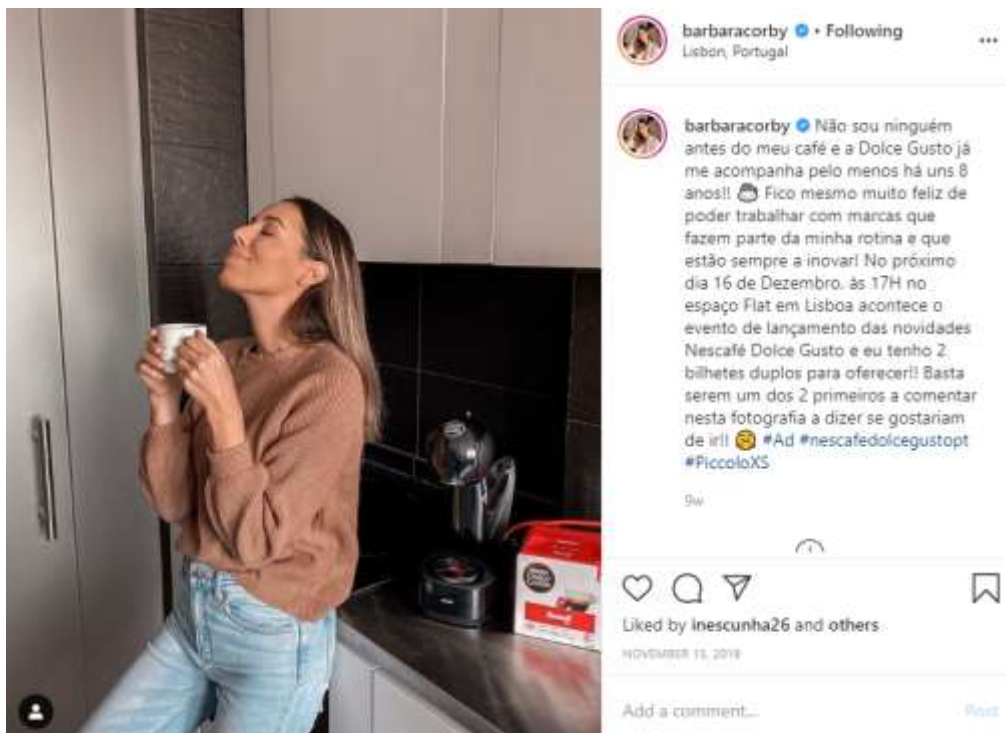 barbaracorby • Following
Lisbon, Portugal
barbaracorby Não sou ninguém
antes do meu café e a Dolce Gusto já
me acompanha pelo menos há uns 8
anos!! Fico mesmo muito feliz de
poder trabalhar com marcas que
fazem parte da minha rotina e que
estão sempre a inovar! No próximo
dia 16 de Dezembro, às 17H no
espaço Flat em Lisboa acontece o
evento de lançamento das novidades
Nescafé Dolce Gusto e eu tenho 2
bilhetes duplos para oferecer!! Basta
serem um dos 2 primeiros a comentar
nesta fotografia a dizer se gostariam
de ir!! #Ad #nescafedolcegustopt
#PiccoloXS
9w
Liked by inescunha26 and others
NOVEMBER 15, 2019
Add a comment...
Post